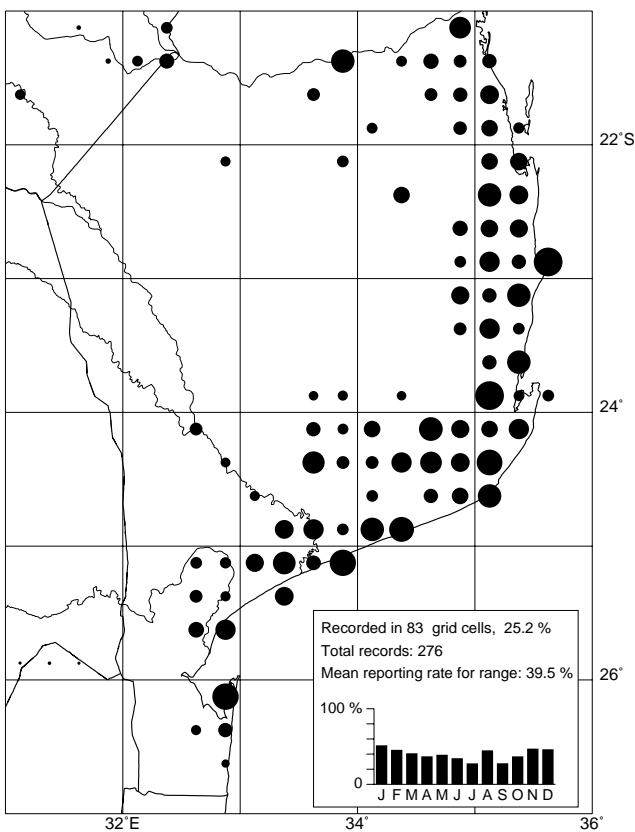 22˚S
24˚
26˚
Recorded in 83 grid cells, 25.2 %
Total records: 276
Mean reporting rate for range: 39.5 %
100 %
0
J F M A M J J A S O N D
32˚E 34 36